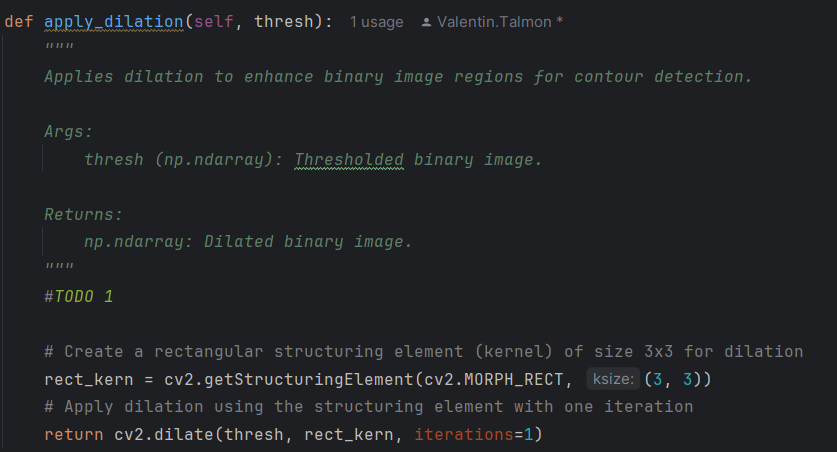 def apply_dilation(self, thresh): 1 usage Valentin.Talmon *
"""
Applies dilation to enhance binary image regions for contour detection.
Args:
thresh (np.ndarray): Thresholded binary image.
Returns:
np.ndarray: Dilated binary image.
"""
#TODO 1
# Create a rectangular structuring element (kernel) of size 3x3 for dilation
rect_kern = cv2.getStructuringElement(cv2.MORPH_RECT, ksize: (3, 3))
# Apply dilation using the structuring element with one iteration
return cv2.dilate(thresh, rect_kern, iterations=1)